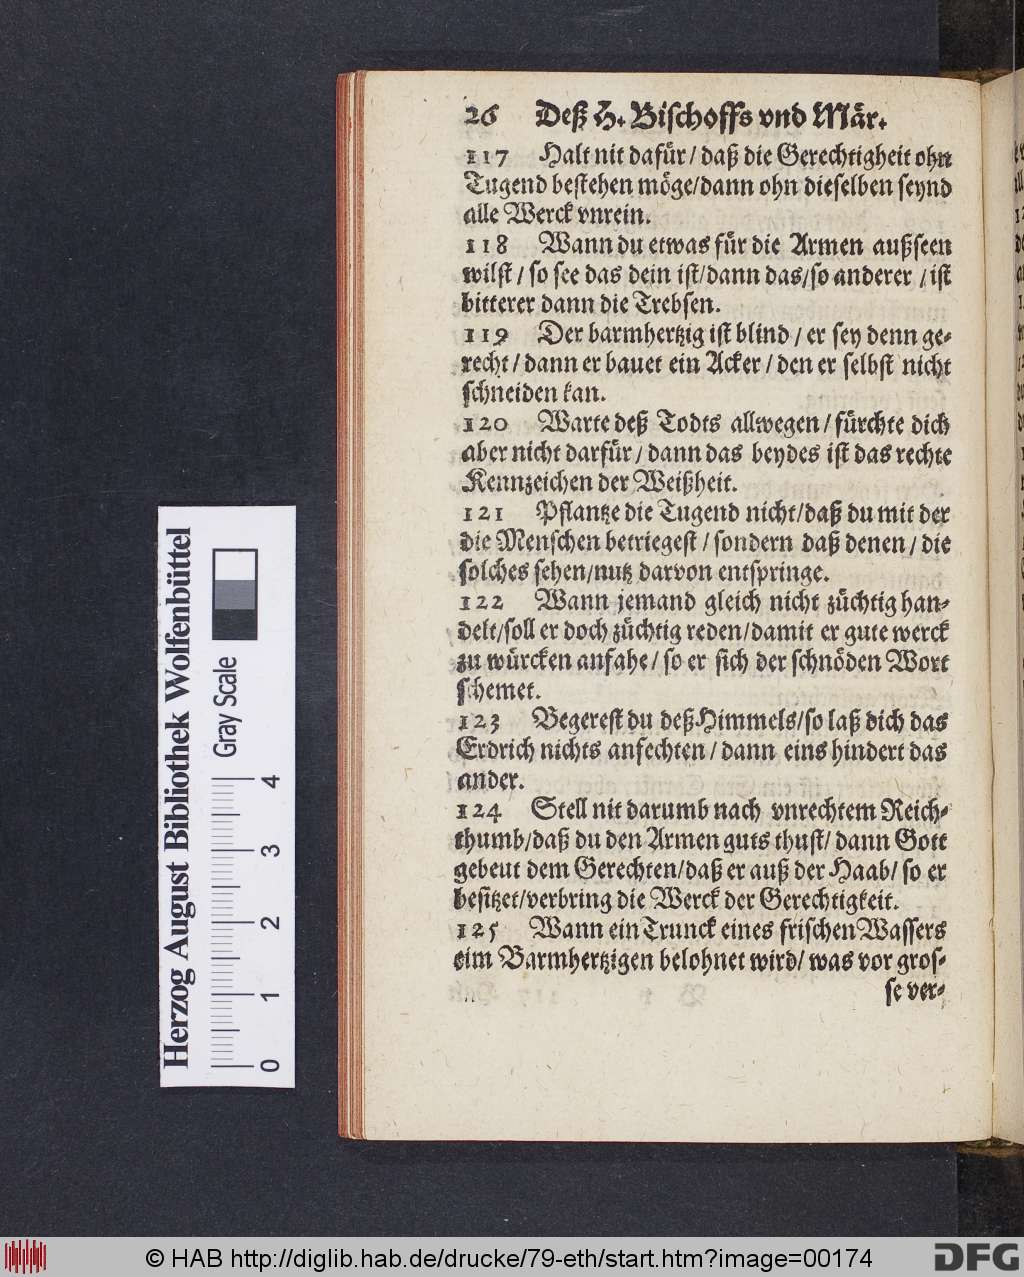 26 Deß H. Bischoffs vnd Mär.
117 Halt nit dafür / daß die Gerechtigheit ohn
Tugend bestehen möge/dann ohn dieselben seynd
alle Werck vnrein.
118 Wann du etwas für die Armen außseen
wilst / so see das dein ist/dann das/so anderer / ist
bitterer dann die Trebsen.
119 Der barmhertzig ist blind / er sey denn ge-
recht / dann er bauet ein Acker / den er selbst nicht
schneiden kan.
120 Warte deß Todts allwegen / fürchte dich
aber nicht darfür / dann das beydes ist das rechte
Kennzeichen der Weißheit.
121 Pflantze die Tugend nicht/daß du mit der
die Menschen betriegest / sondern daß denen / die
solches sehen/nutz darvon entspringe.
122 Wann jemand gleich nicht züchtig han-
delt/soll er doch züchtig reden/damit er gute werck
zu würcken anfahe / so er sich der schnöden Wort
schemet.
123 Begerest du deß Himmels/so laß dich das
Erdrich nichts anfechten / dann eins hindert das
ander.
124 Stell nit darumb nach vnrechtem Reich-
thumb/daß du den Armen guts thust/ dann Gott
gebeut dem Gerechten/daß er auß der Haab/ so er
besitzet/verbring die Werck der Gerechtigkeit.
125 Wann ein Trunck eines frischen Wassers
eim Barmhertzigen belohnet wird/ was vor gros-
se ver-
Herzog August Bibliothek Wolfenbüttel
Gray Scale
0 1 2 3 4
© HAB http://diglib.hab.de/drucke/79-eth/start.htm?image=00174
DFG